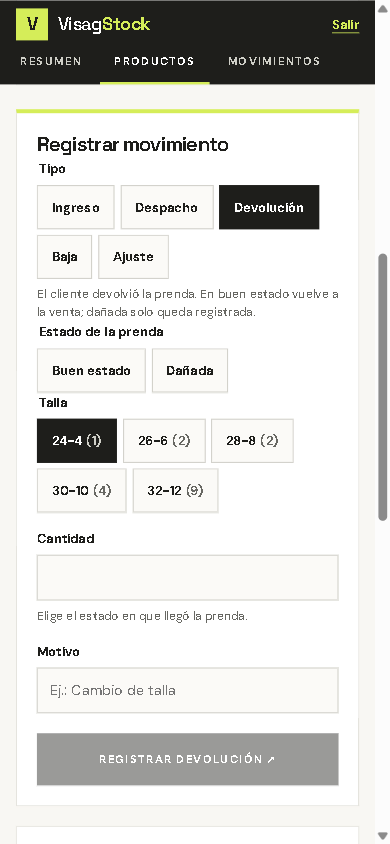 V VisagStock Salir
RESUMEN PRODUCTOS MOVIMIENTOS
Registrar movimiento
Tipo
Ingreso Despacho Devolución
Baja Ajuste
El cliente devolvió la prenda. En buen estado vuelve a
la venta; dañada solo queda registrada.
Estado de la prenda
Buen estado Dañada
Talla
24-4 (1) 26-6 (2) 28-8 (2)
30-10 (4) 32-12 (9)
Cantidad
Elige el estado en que llegó la prenda.
Motivo
Ej.: Cambio de talla
REGISTRAR DEVOLUCIÓN ↗